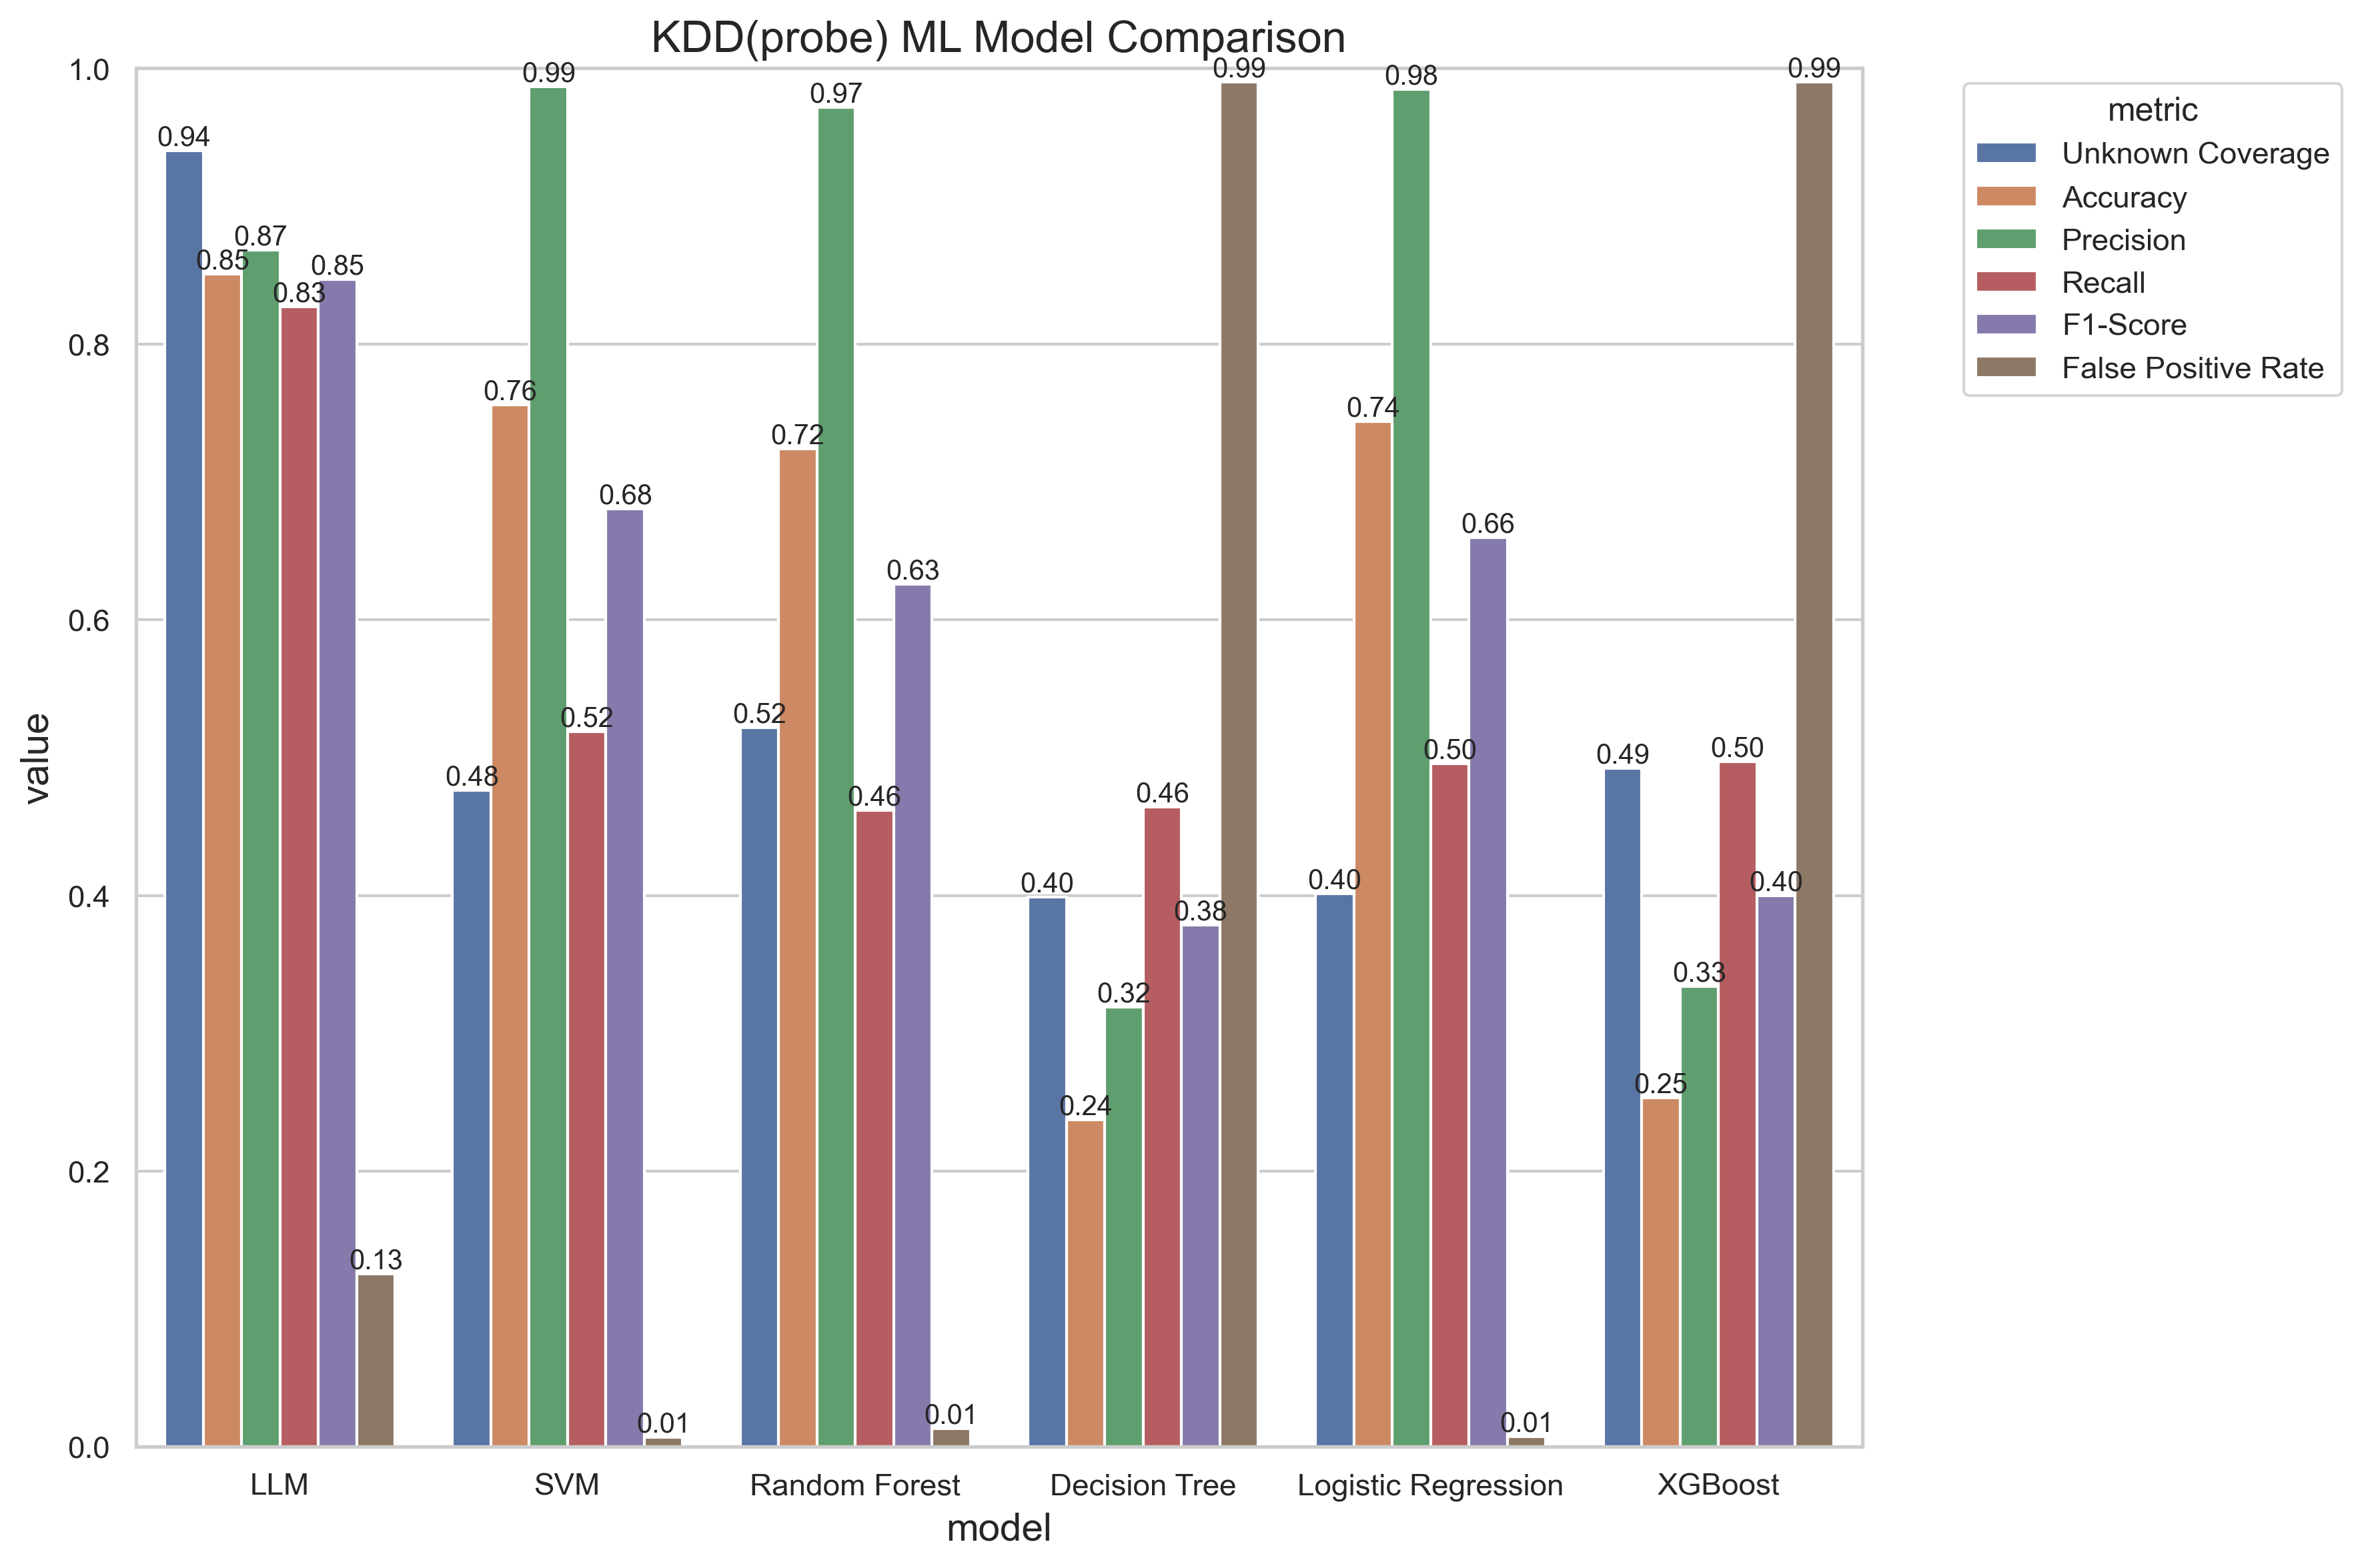 KDD(probe) ML Model Comparison
value
1.0
0.8
0.6
0.4
0.2
0.0
0.94
0.85
0.87
0.83
0.85
0.13
0.48
0.76
0.99
0.52
0.68
0.01
0.52
0.72
0.97
0.46
0.63
0.01
0.40
0.24
0.32
0.46
0.38
0.99
0.40
0.74
0.98
0.50
0.66
0.01
0.49
0.25
0.33
0.50
0.40
0.99
LLM
SVM
Random Forest
Decision Tree
Logistic Regression
XGBoost
model
metric
Unknown Coverage
Accuracy
Precision
Recall
F1-Score
False Positive Rate